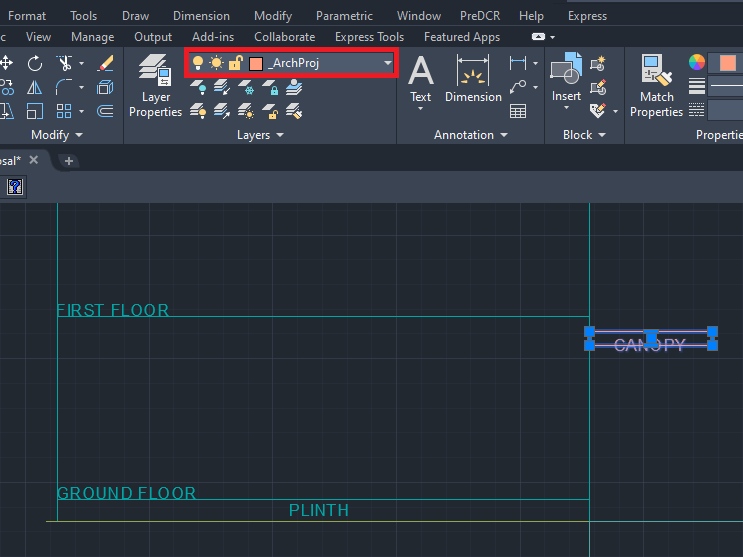 Format Tools Draw Dimension Modify Parametric Window PreDCR Help Express
View Manage Output Add-ins Collaborate Express Tools Featured Apps
_ArchProj
Layer Properties
Text
Dimension
Insert
Match Properties
Modify
Layers
Annotation
Block
FIRST FLOOR
CANOPY
GROUND FLOOR
PLINTH